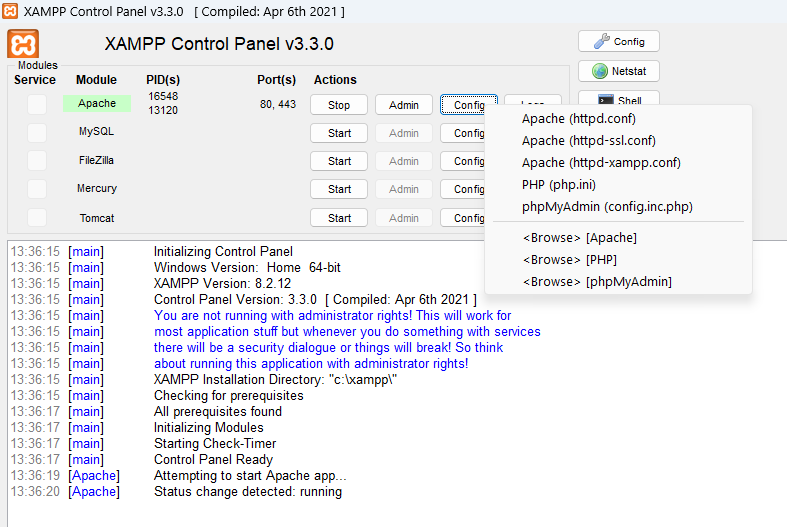 XAMPP Control Panel v3.3.0 [ Compiled: Apr 6th 2021 ]
XAMPP Control Panel v3.3.0
Config
Netstat
Shell
Modules
Service Module PID(s) Port(s) Actions
Apache 16548 13120 80, 443 Stop Admin Config Logs
MySQL Start Admin Config
FileZilla Start Admin Config
Mercury Start Admin Config
Tomcat Start Admin Config
Apache (httpd.conf)
Apache (httpd-ssl.conf)
Apache (httpd-xampp.conf)
PHP (php.ini)
phpMyAdmin (config.inc.php)
<Browse> [Apache]
<Browse> [PHP]
<Browse> [phpMyAdmin]
13:36:15 [main] Initializing Control Panel
13:36:15 [main] Windows Version: Home 64-bit
13:36:15 [main] XAMPP Version: 8.2.12
13:36:15 [main] Control Panel Version: 3.3.0 [ Compiled: Apr 6th 2021 ]
13:36:15 [main] You are not running with administrator rights! This will work for
13:36:15 [main] most application stuff but whenever you do something with services
13:36:15 [main] there will be a security dialogue or things will break! So think
13:36:15 [main] about running this application with administrator rights!
13:36:15 [main] XAMPP Installation Directory: "c:\xampp\"
13:36:15 [main] Checking for prerequisites
13:36:17 [main] All prerequisites found
13:36:17 [main] Initializing Modules
13:36:17 [main] Starting Check-Timer
13:36:17 [main] Control Panel Ready
13:36:19 [Apache] Attempting to start Apache app...
13:36:20 [Apache] Status change detected: running